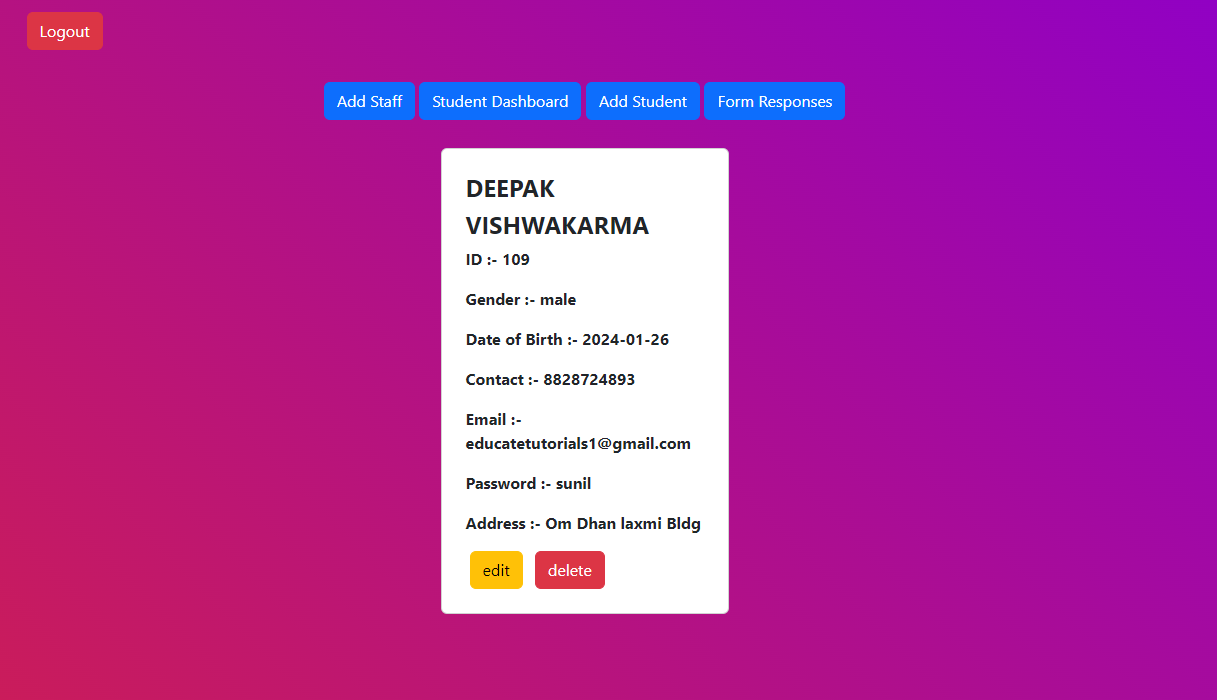 Logout
Add Staff Student Dashboard Add Student Form Responses
DEEPAK
VISHWAKARMA
ID :- 109
Gender :- male
Date of Birth :- 2024-01-26
Contact :- 8828724893
Email :-
educatetutorials1@gmail.com
Password :- sunil
Address :- Om Dhan laxmi Bldg
edit delete